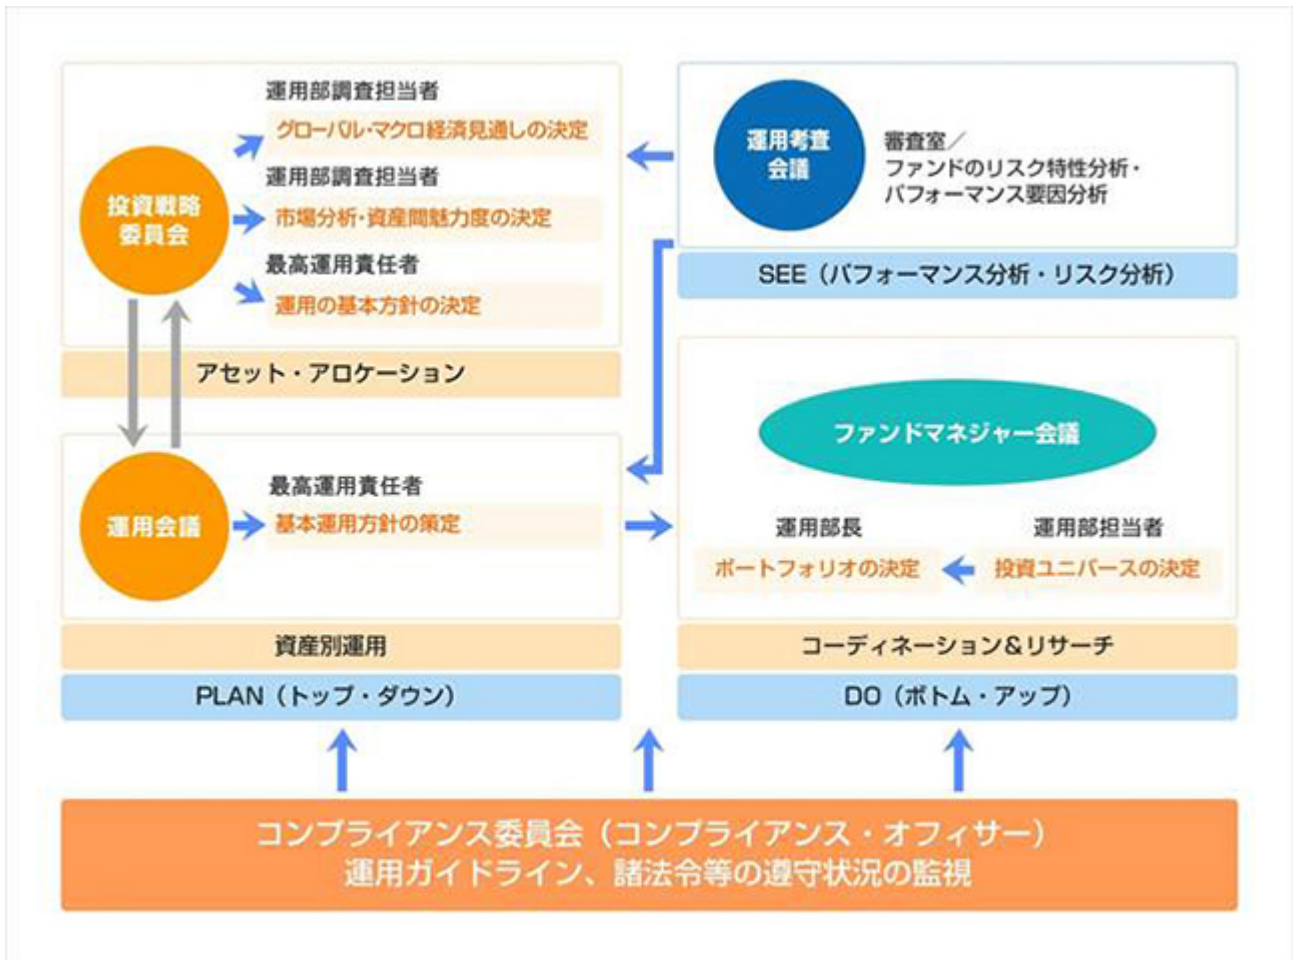 運用部調査担当者
グローバル・マクロ経済見通しの決定
投資戦略
委員会
運用部調査担当者
市場分析・資産間魅力度の決定
最高運用責任者
運用の基本方針の決定
アセット・アロケーション
運用考査
会議
審査室／
ファンドのリスク特性分析・
パフォーマンス要因分析
SEE（パフォーマンス分析・リスク分析）
運用会議
最高運用責任者
基本運用方針の策定
資産別運用
PLAN（トップ・ダウン）
ファンドマネジャー会議
運用部長
ポートフォリオの決定
運用部担当者
投資ユニバースの決定
コーディネーション＆リサーチ
DO（ボトム・アップ）
コンプライアンス委員会（コンプライアンス・オフィサー）
運用ガイドライン、諸法令等の遵守状況の監視